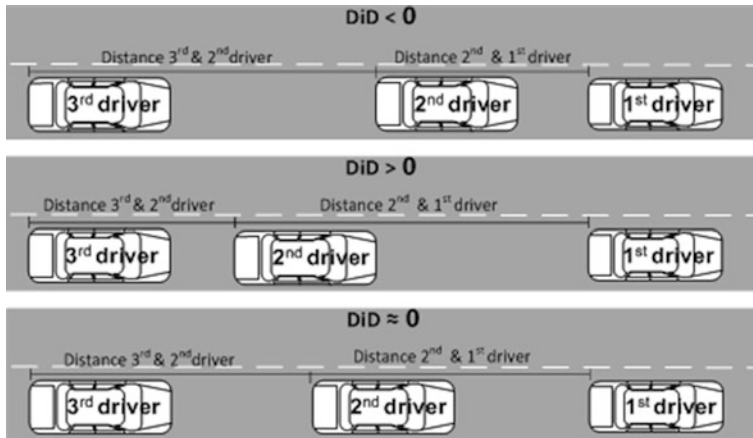 DiD < 0
Distance 3rd & 2nd driver Distance 2nd & 1st driver
3rd driver 2nd driver 1st driver
DiD > 0
Distance 3rd & 2nd driver Distance 2nd & 1st driver
3rd driver 2nd driver 1st driver
DiD ≈ 0
Distance 3rd & 2nd driver Distance 2nd & 1st driver
3rd driver 2nd driver 1st driver